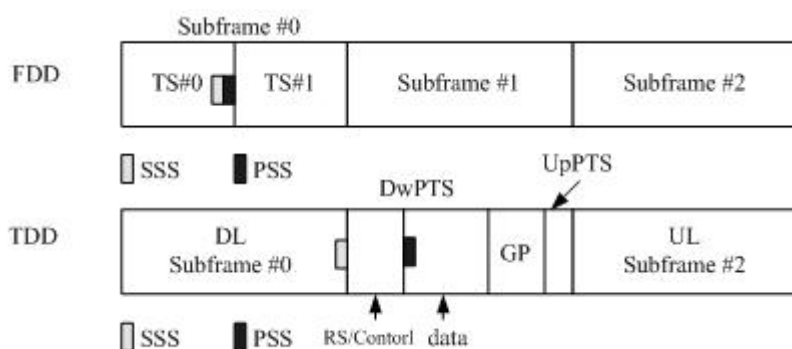 Subframe #0
FDD
TS#0
TS#1
Subframe #1
Subframe #2
SSS
PSS
UpPTS
DwPTS
TDD
DL
Subframe #0
GP
UL
Subframe #2
SSS
PSS
RS/Contorl
data